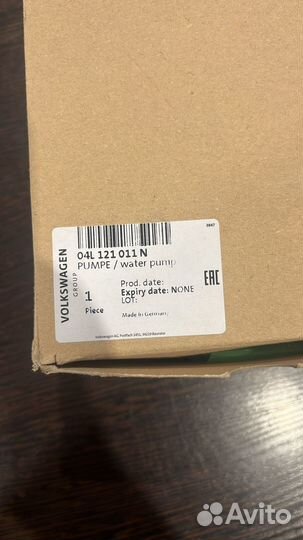 0847
04L 121 011 N
PUMPE / water pump
VOLKSWAGEN
GROUP
1
Piece
Prod. date:
Expiry date: NONE
LOT:
Made in Germany
EAC
Avito